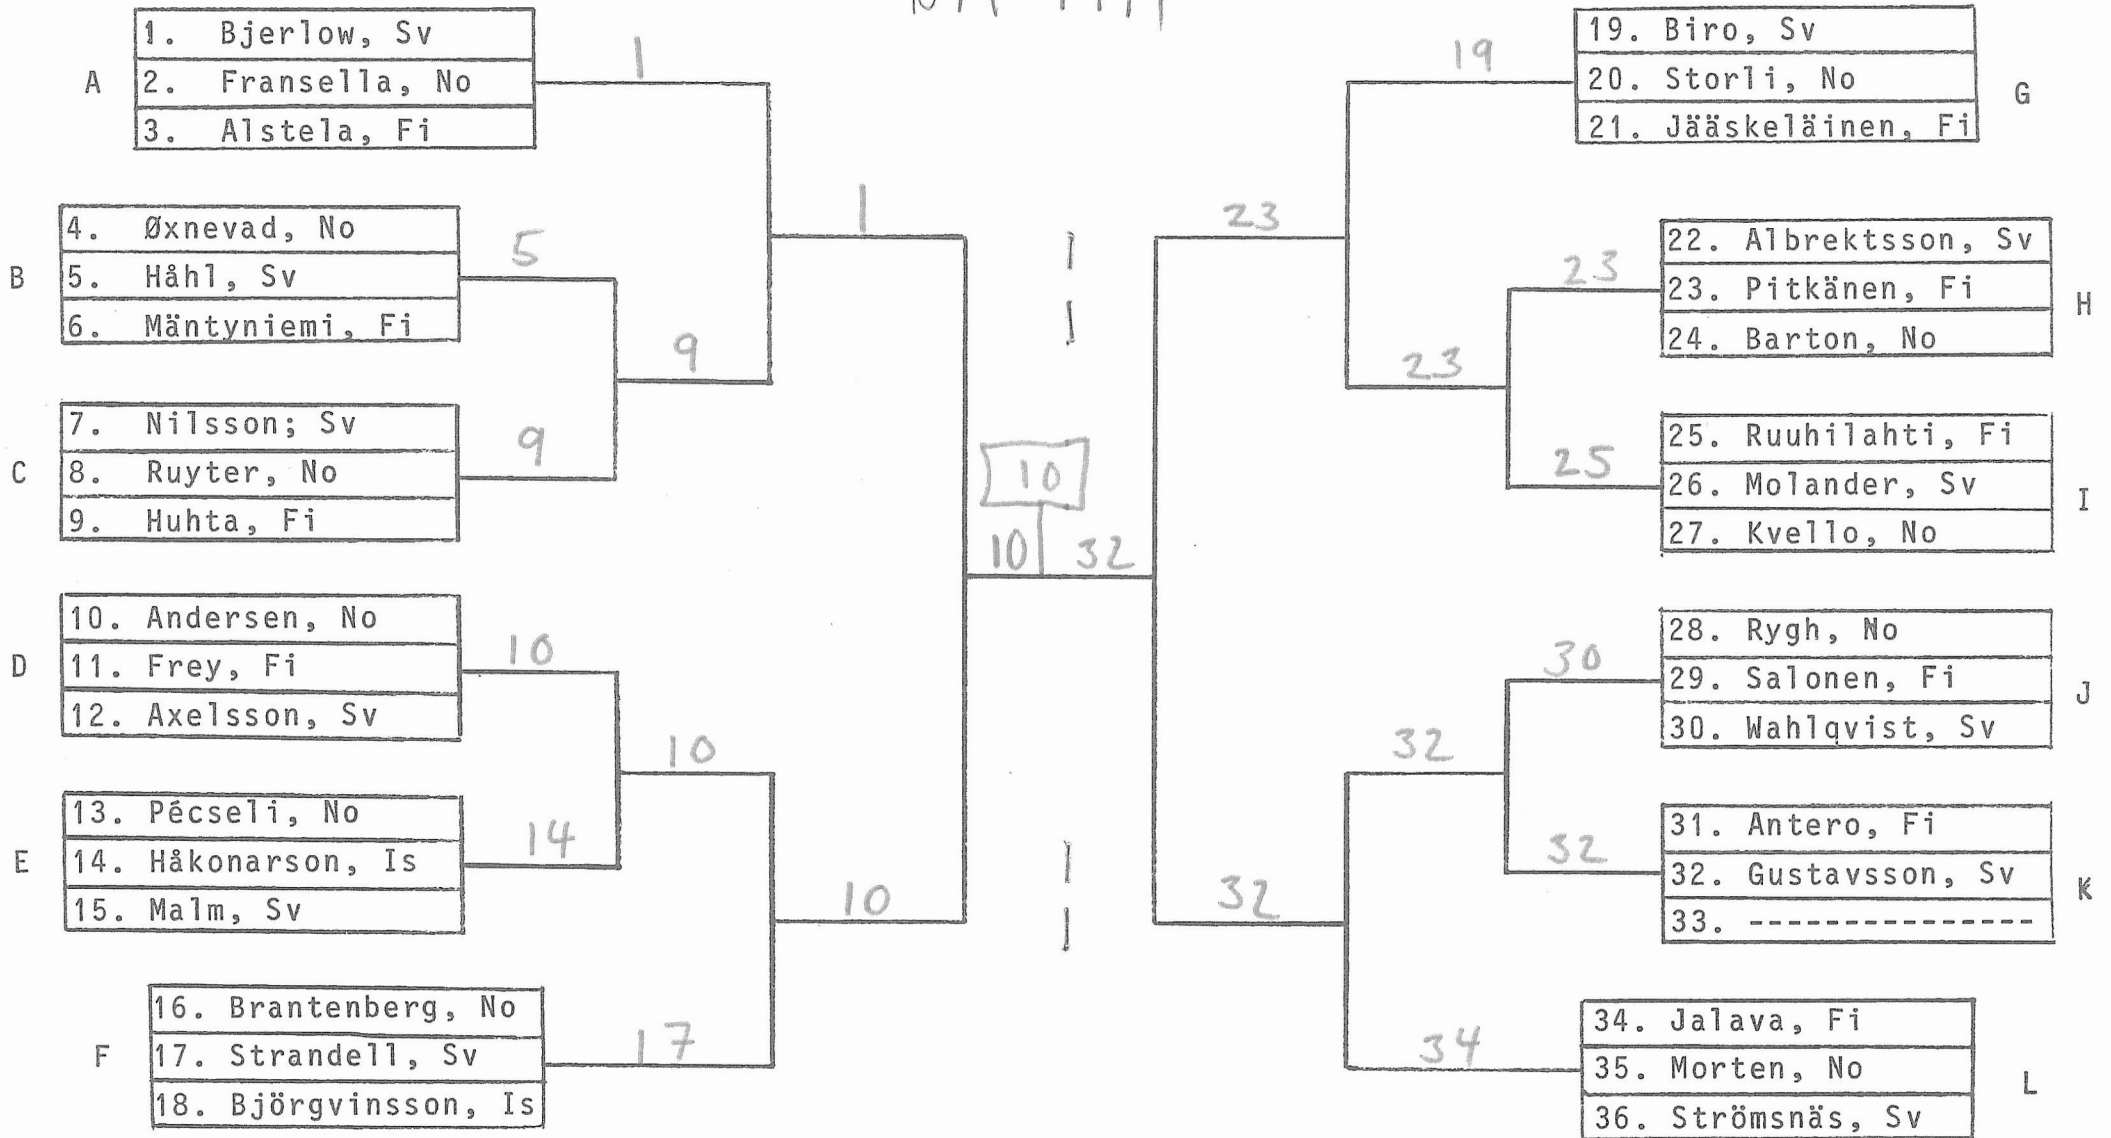 A
1. Bjerlow, Sv
2. Fransella, No
3. Alstela, Fi
1
B
4. Øxnevad, No
5. Håhl, Sv
6. Mäntyniemi, Fi
5
C
7. Nilsson; Sv
8. Ruyter, No
9. Huhta, Fi
9
9
1
D
10. Andersen, No
11. Frey, Fi
12. Axelsson, Sv
10
E
13. Pécseli, No
14. Håkonarson, Is
15. Malm, Sv
14
10
F
16. Brantenberg, No
17. Strandell, Sv
18. Björgvinsson, Is
17
10
10
10 32
19. Biro, Sv
20. Storli, No
21. Jääskeläinen, Fi
G
19
22. Albrektsson, Sv
23. Pitkänen, Fi
24. Barton, No
H
23
25. Ruuhilahti, Fi
26. Molander, Sv
27. Kvello, No
I
25
23
23
28. Rygh, No
29. Salonen, Fi
30. Wahlqvist, Sv
J
30
31. Antero, Fi
32. Gustavsson, Sv
33. ---------------
K
32
32
34. Jalava, Fi
35. Morten, No
36. Strömsnäs, Sv
L
34
32